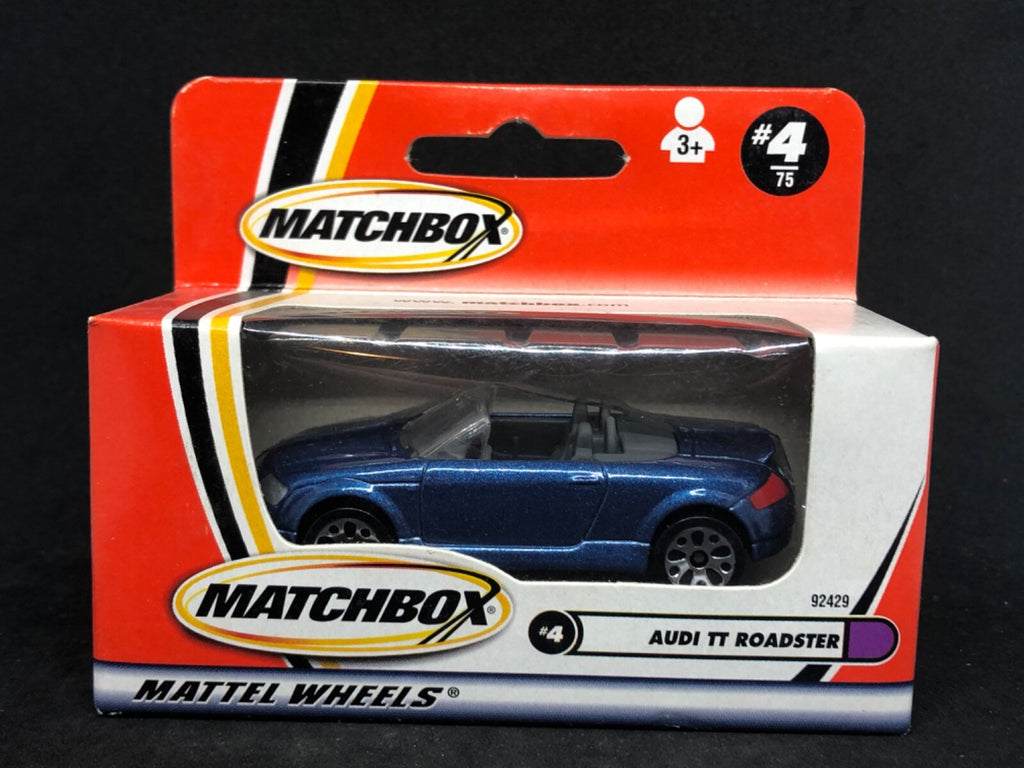 3+
#4
75
MATCHBOX®
www.matchbox.com
92429
MATCHBOX®
#4 AUDI TT ROADSTER
MATTEL WHEELS®